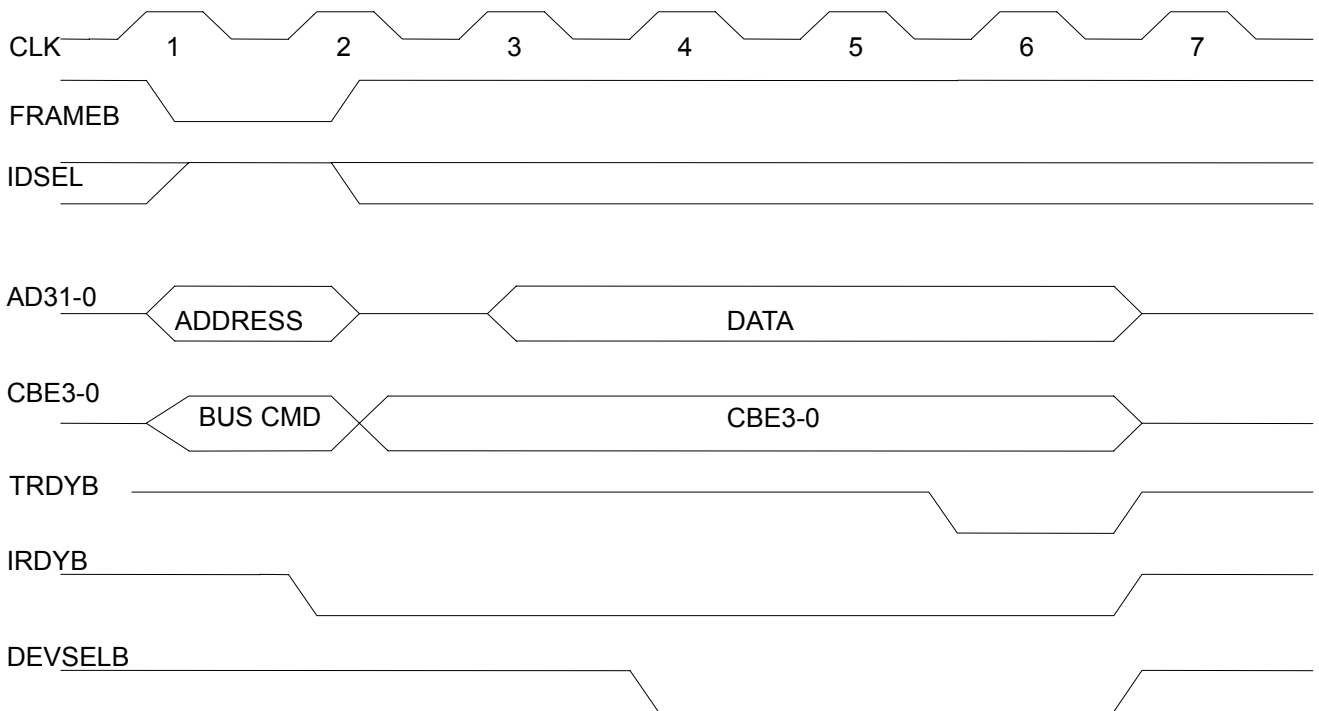 CLK 1 2 3 4 5 6 7
FRAMEB
IDSEL
AD31-0
ADDRESS DATA
CBE3-0
BUS CMD CBE3-0
TRDYB
IRDYB
DEVSELB